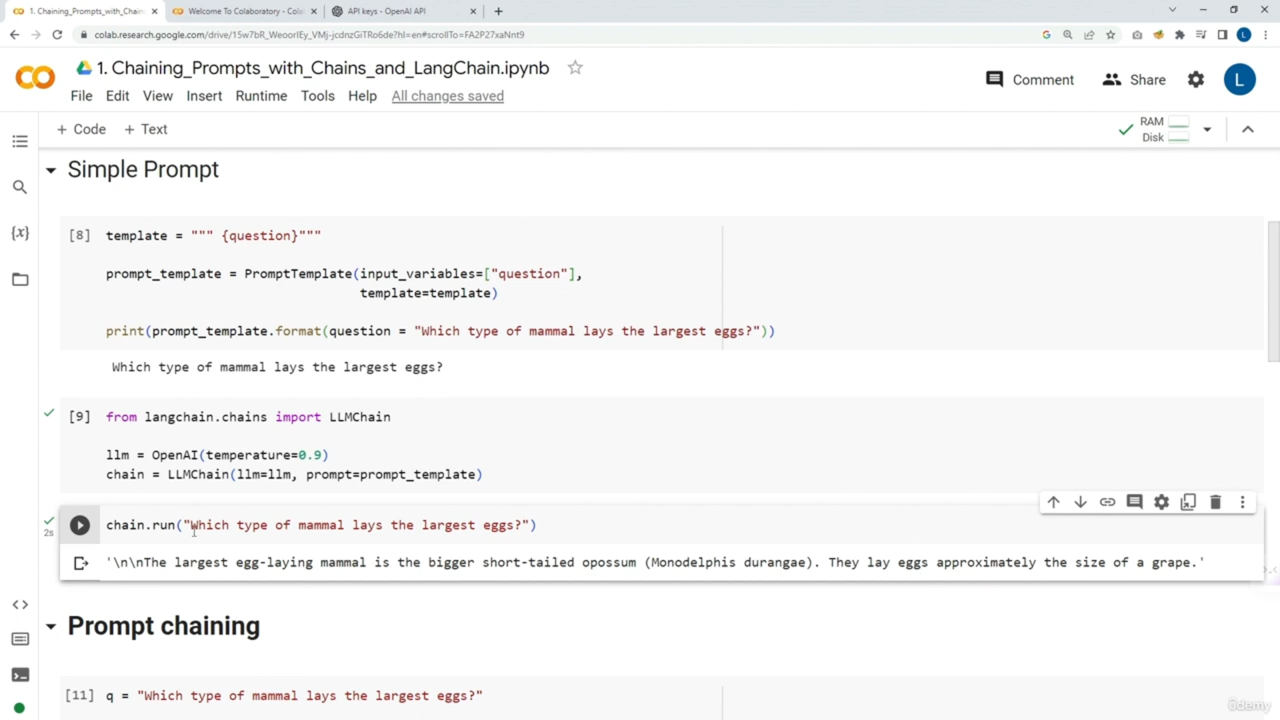 1. Chaining_Prompts_with_Chain
Welcome To Colaboratory - Cola
API keys - OpenAI API
colab.research.google.com/drive/15w7bR_WeoorIEy_VMj-jcdnzGiTRo6de?hl=en#scrollTo=FA2P27xaNnt9
L
1. Chaining_Prompts_with_Chains_and_LangChain.ipynb
Comment
Share
L
File Edit View Insert Runtime Tools Help All changes saved
+ Code + Text
RAM
Disk
Simple Prompt
[8] template = """ {question}"""
prompt_template = PromptTemplate(input_variables=["question"],
template=template)
print(prompt_template.format(question = "Which type of mammal lays the largest eggs?"))
Which type of mammal lays the largest eggs?
[9] from langchain.chains import LLMChain
llm = OpenAI(temperature=0.9)
chain = LLMChain(llm=llm, prompt=prompt_template)
chain.run("Which type of mammal lays the largest eggs?")
2s
'\n\nThe largest egg-laying mammal is the bigger short-tailed opossum (Monodelphis durangae). They lay eggs approximately the size of a grape.'
Prompt chaining
[11] q = "Which type of mammal lays the largest eggs?"
ûdemy